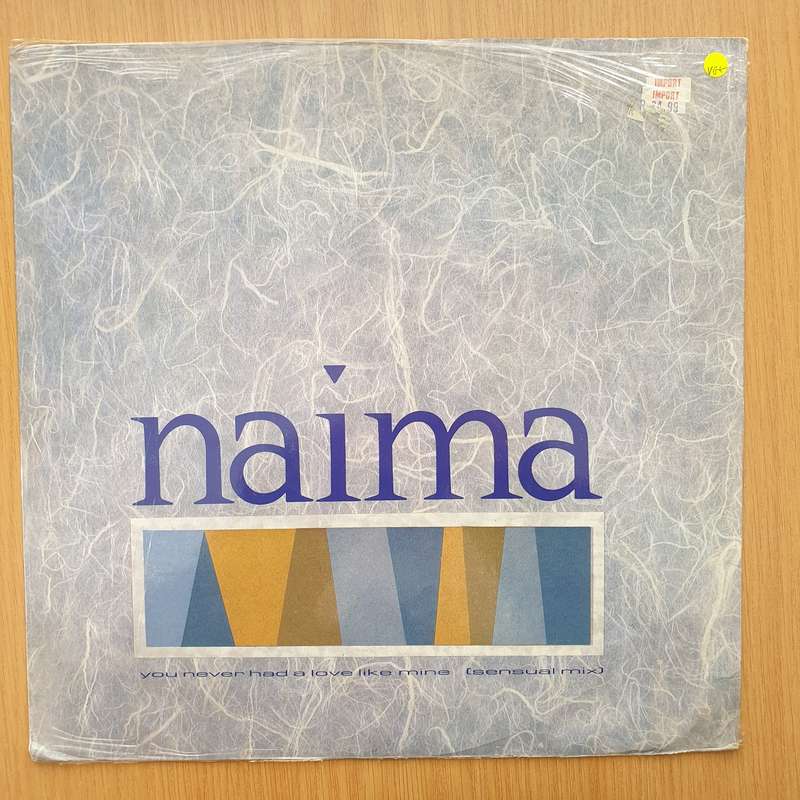 IMPORT
IMPORT
naima
you never had a love like mine (sensual mix)